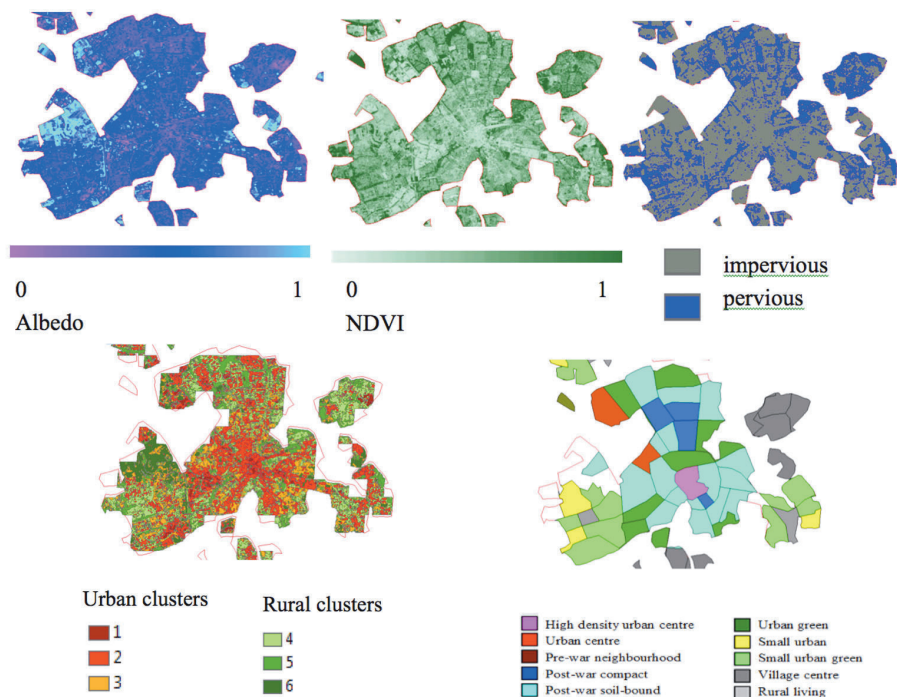 0 1
Albedo
0 1
NDVI
impervious
pervious
Urban clusters
1
2
3
Rural clusters
4
5
6
High density urban centre
Urban centre
Pre-war neighbourhood
Post-war compact
Post-war soil-bound
Urban green
Small urban
Small urban green
Village centre
Rural living